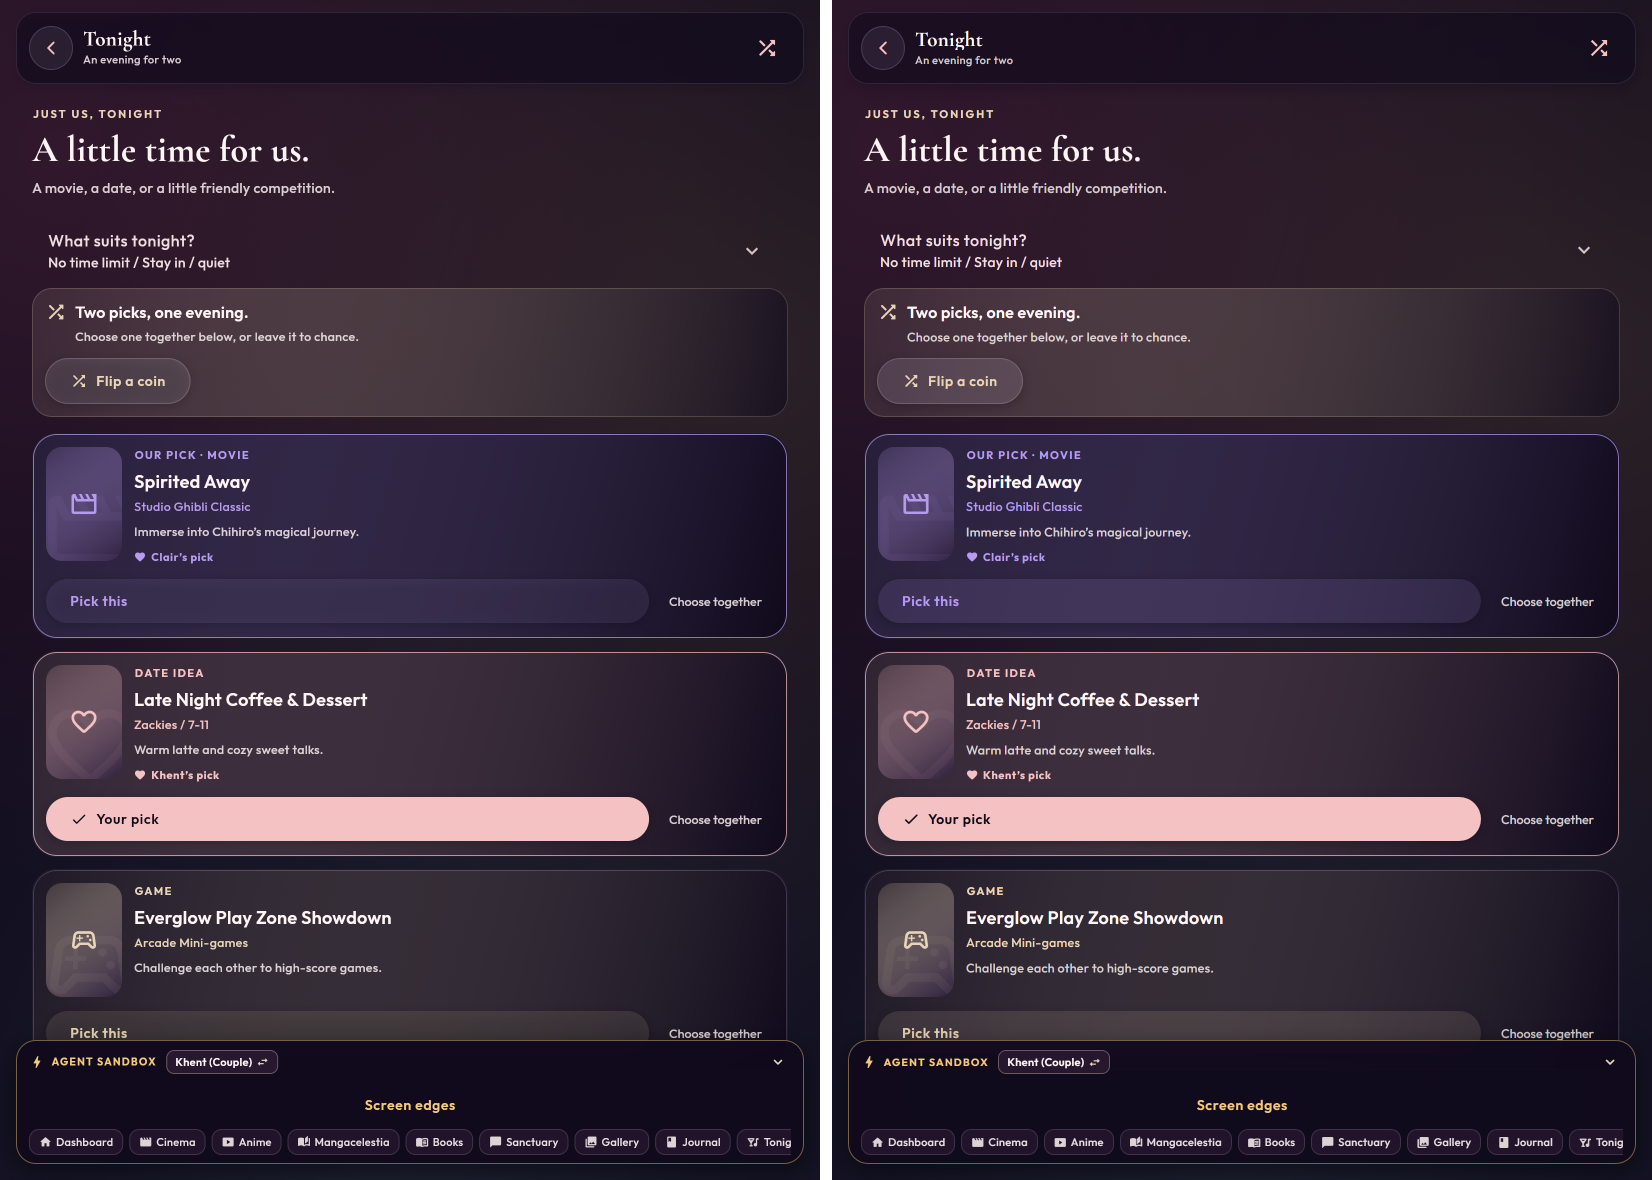 Tonight
An evening for two
JUST US, TONIGHT
A little time for us.
A movie, a date, or a little friendly competition.
What suits tonight?
No time limit / Stay in / quiet
Two picks, one evening.
Choose one together below, or leave it to chance.
Flip a coin
OUR PICK · MOVIE
Spirited Away
Studio Ghibli Classic
Immerse into Chihiro's magical journey.
Clair's pick
Pick this
Choose together
DATE IDEA
Late Night Coffee & Dessert
Zackies / 7-11
Warm latte and cozy sweet talks.
Khent's pick
Your pick
Choose together
GAME
Everglow Play Zone Showdown
Arcade Mini-games
Challenge each other to high-score games.
Pick this
Choose together
AGENT SANDBOX
Khent (Couple)
Screen edges
Dashboard
Cinema
Anime
Mangacelestia
Books
Sanctuary
Gallery
Journal
Tonig
Tonight
An evening for two
JUST US, TONIGHT
A little time for us.
A movie, a date, or a little friendly competition.
What suits tonight?
No time limit / Stay in / quiet
Two picks, one evening.
Choose one together below, or leave it to chance.
Flip a coin
OUR PICK · MOVIE
Spirited Away
Studio Ghibli Classic
Immerse into Chihiro's magical journey.
Clair's pick
Pick this
Choose together
DATE IDEA
Late Night Coffee & Dessert
Zackies / 7-11
Warm latte and cozy sweet talks.
Khent's pick
Your pick
Choose together
GAME
Everglow Play Zone Showdown
Arcade Mini-games
Challenge each other to high-score games.
Pick this
Choose together
AGENT SANDBOX
Khent (Couple)
Screen edges
Dashboard
Cinema
Anime
Mangacelestia
Books
Sanctuary
Gallery
Journal
Tonig